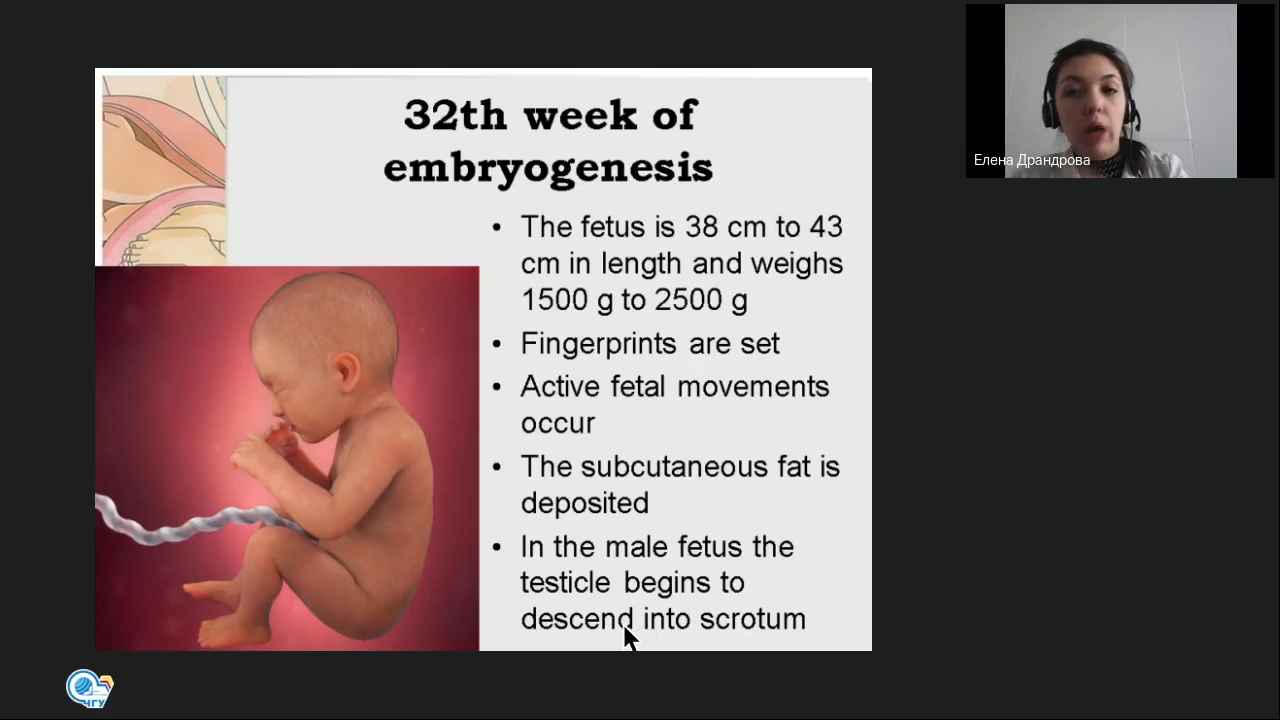 32th week of
embryogenesis
• The fetus is 38 cm to 43
cm in length and weighs
1500 g to 2500 g
• Fingerprints are set
• Active fetal movements
occur
• The subcutaneous fat is
deposited
• In the male fetus the
testicle begins to
descend into scrotum
Елена Драндрова
ЧГУ